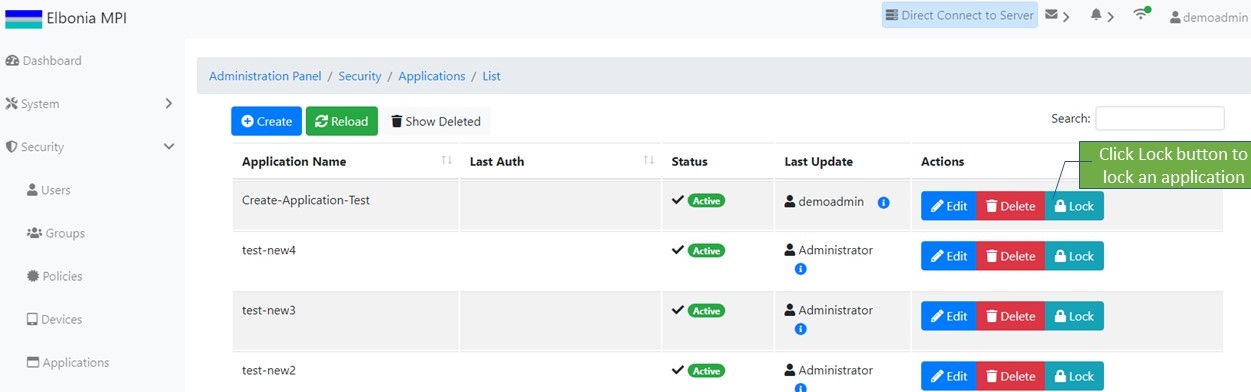 Elbonia MPI
Direct Connect to Server
demoadmin
Dashboard
System
Security
Users
Groups
Policies
Devices
Applications
Administration Panel / Security / Applications / List
Create Reload Show Deleted
Search:
Application Name Last Auth Status Last Update Actions
Click Lock button to
lock an application
Create-Application-Test Active demoadmin Edit Delete Lock
test-new4 Active Administrator Edit Delete Lock
test-new3 Active Administrator Edit Delete Lock
test-new2 Active Administrator Edit Delete Lock